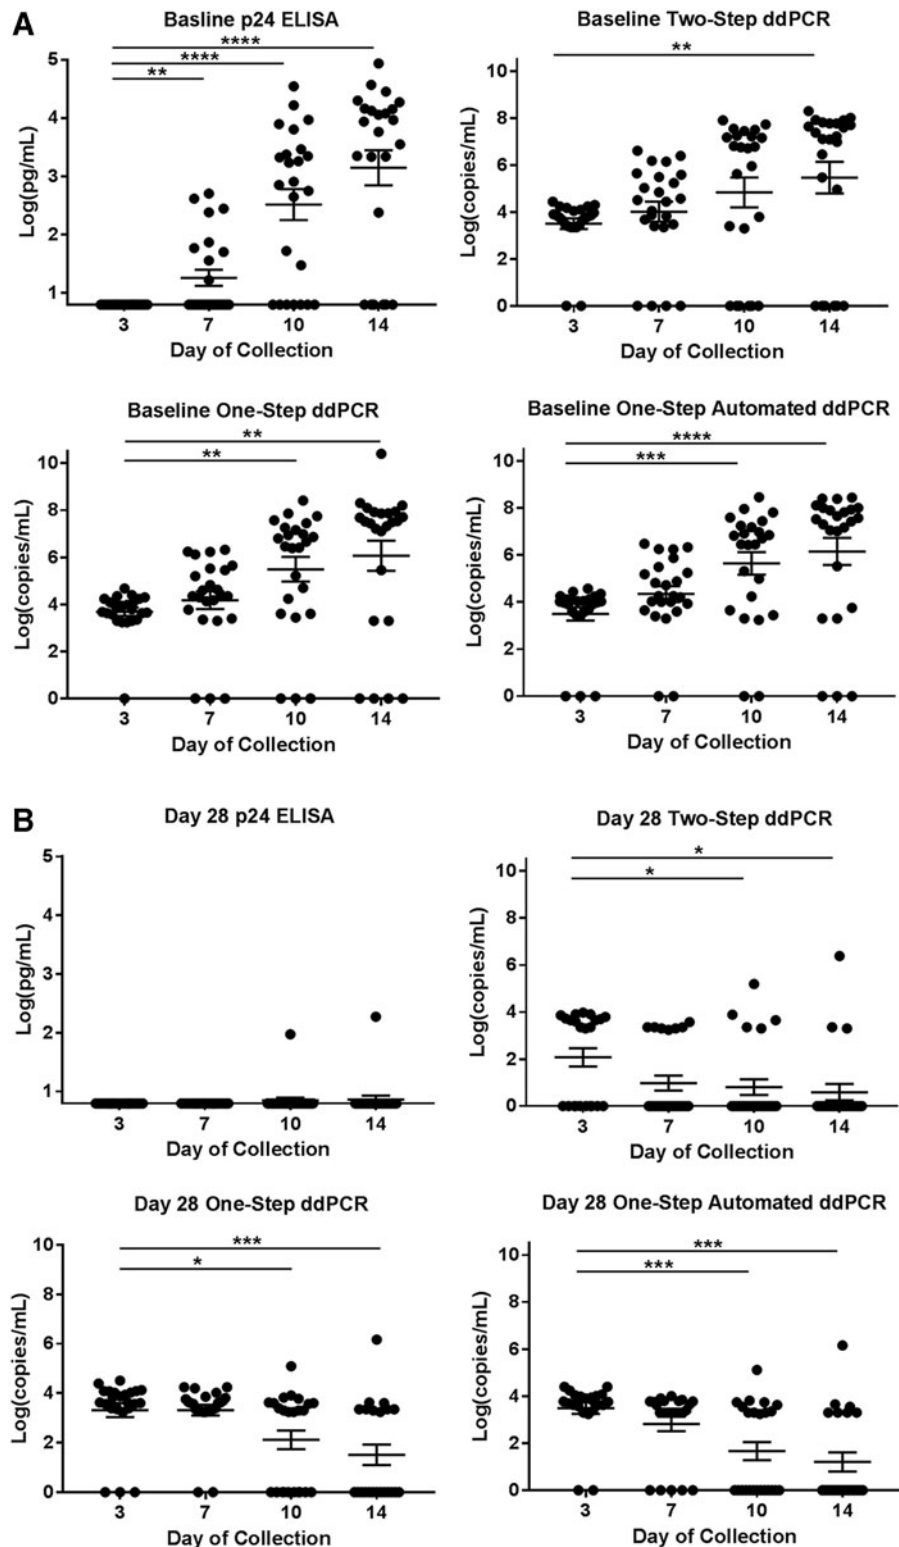 A
Basline p24 ELISA
****
****
**
Log(pg/mL)
5
4
3
2
1
3 7 10 14
Day of Collection
Baseline Two-Step ddPCR
**
Log(copies/mL)
10
8
6
4
2
0
3 7 10 14
Day of Collection
Baseline One-Step ddPCR
**
**
Log(copies/mL)
10
8
6
4
2
0
3 7 10 14
Day of Collection
Baseline One-Step Automated ddPCR
****
***
Log(copies/mL)
10
8
6
4
2
0
3 7 10 14
Day of Collection
B
Day 28 p24 ELISA
Log(pg/mL)
5
4
3
2
1
3 7 10 14
Day of Collection
Day 28 Two-Step ddPCR
*
*
Log(copies/mL)
10
8
6
4
2
0
3 7 10 14
Day of Collection
Day 28 One-Step ddPCR
***
*
Log(copies/mL)
10
8
6
4
2
0
3 7 10 14
Day of Collection
Day 28 One-Step Automated ddPCR
***
***
Log(copies/mL)
10
8
6
4
2
0
3 7 10 14
Day of Collection